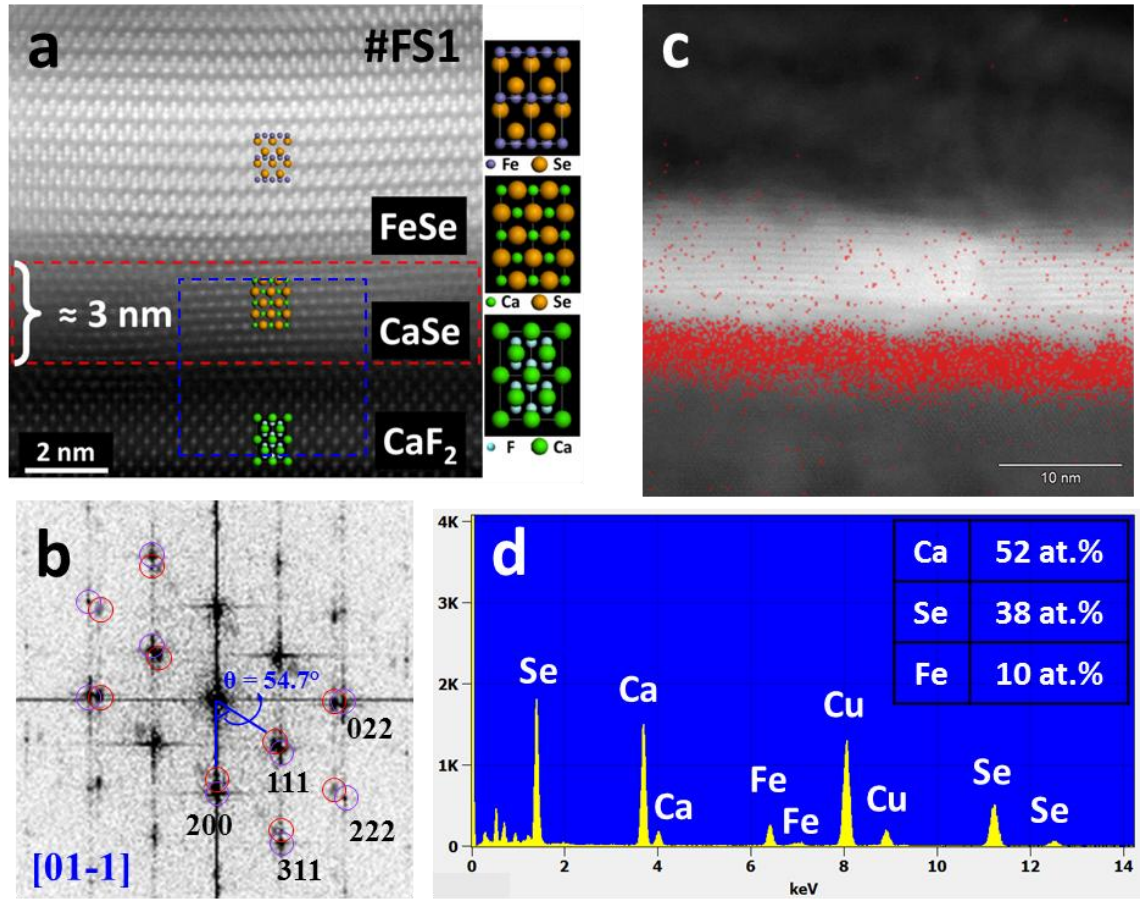 a
#FS1
Fe Se
FeSe
≈ 3 nm
CaSe
Ca Se
2 nm
CaF2
F Ca
c
10 nm
b
θ = 54.7°
022
111
200
222
311
[01-1]
d
4K
3K
2K
1K
0
Ca 52 at.%
Se 38 at.%
Fe 10 at.%
Se
Ca
Ca
Fe
Fe
Cu
Cu
Se
Se
0 2 4 6 8 10 12 14
keV